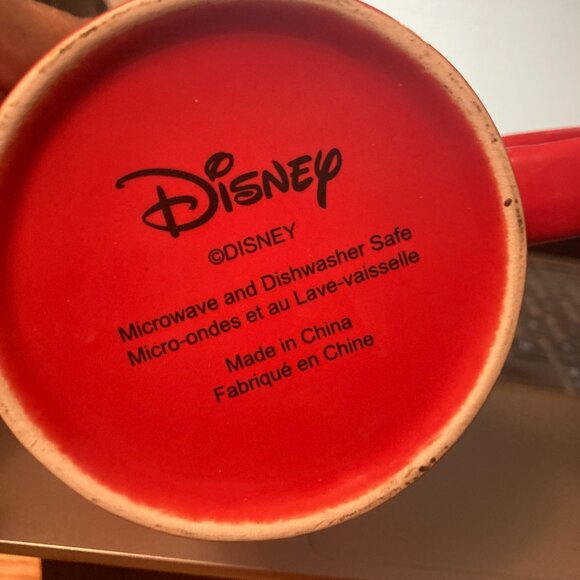 Disney
©DISNEY
Microwave and Dishwasher Safe
Micro-ondes et au Lave-vaisselle
Made in China
Fabriqué en Chine